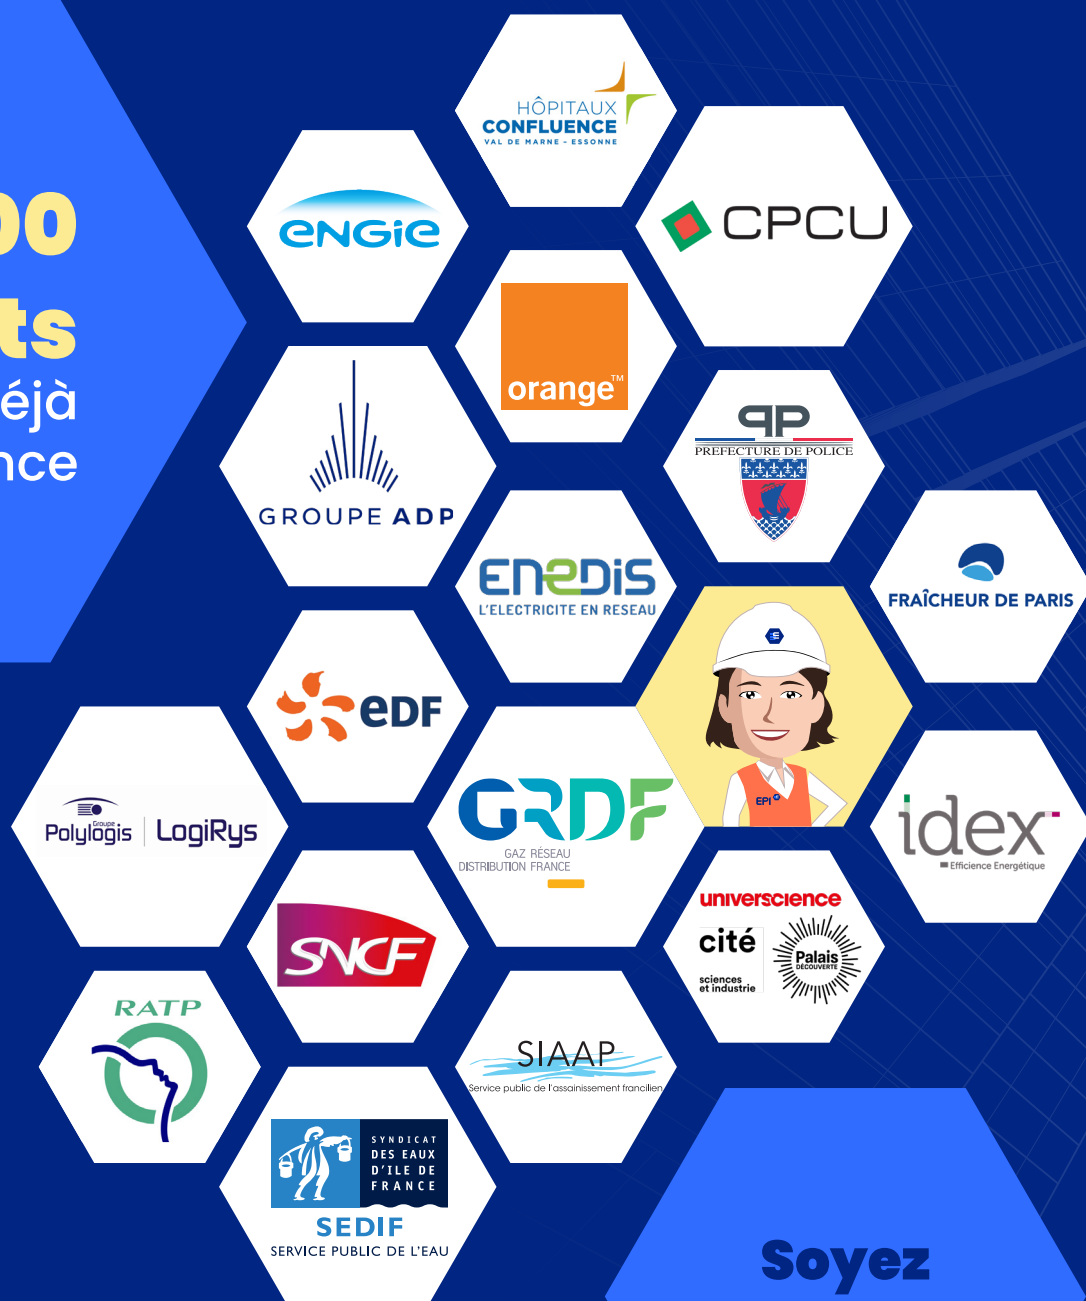 00
ts
éjà
nce
HÔPITAUX
CONFLUENCE
VAL DE MARNE - ESSONNE
ENGIE
CPCU
orange™
GROUPE ADP
PP
PREFECTURE DE POLICE
ENEDIS
L'ELECTRICITE EN RESEAU
FRAÎCHEUR DE PARIS
EDF
EPI
Groupe
Polylogis | LogiRys
GRDF
GAZ RÉSEAU
DISTRIBUTION FRANCE
idex
Efficience Energétique
SNCF
universcience
cité
sciences
et industrie
Palais
DÉCOUVERTE
RATP
SIAAP
Service public de l'assainissement francilien
SYNDICAT
DES EAUX
D'ILE DE
FRANCE
SEDIF
SERVICE PUBLIC DE L'EAU
Soyez